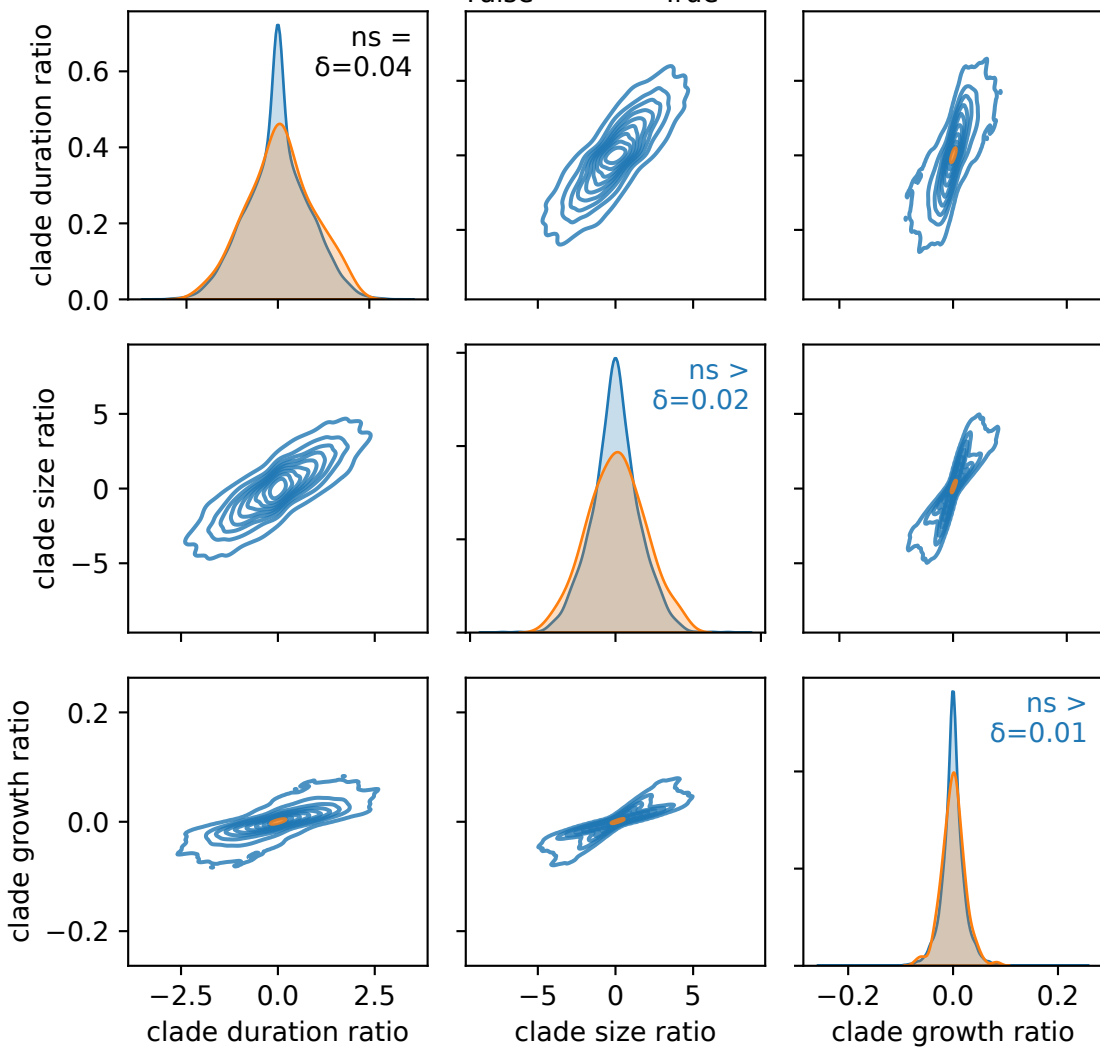 clade duration ratio
0.6
0.4
0.2
0.0
ns =
δ=0.04
clade size ratio
5
0
−5
ns >
δ=0.02
clade growth ratio
0.2
0.0
−0.2
ns >
δ=0.01
−2.5 0.0 2.5
−5 0 5
−0.2 0.0 0.2
clade duration ratio
clade size ratio
clade growth ratio